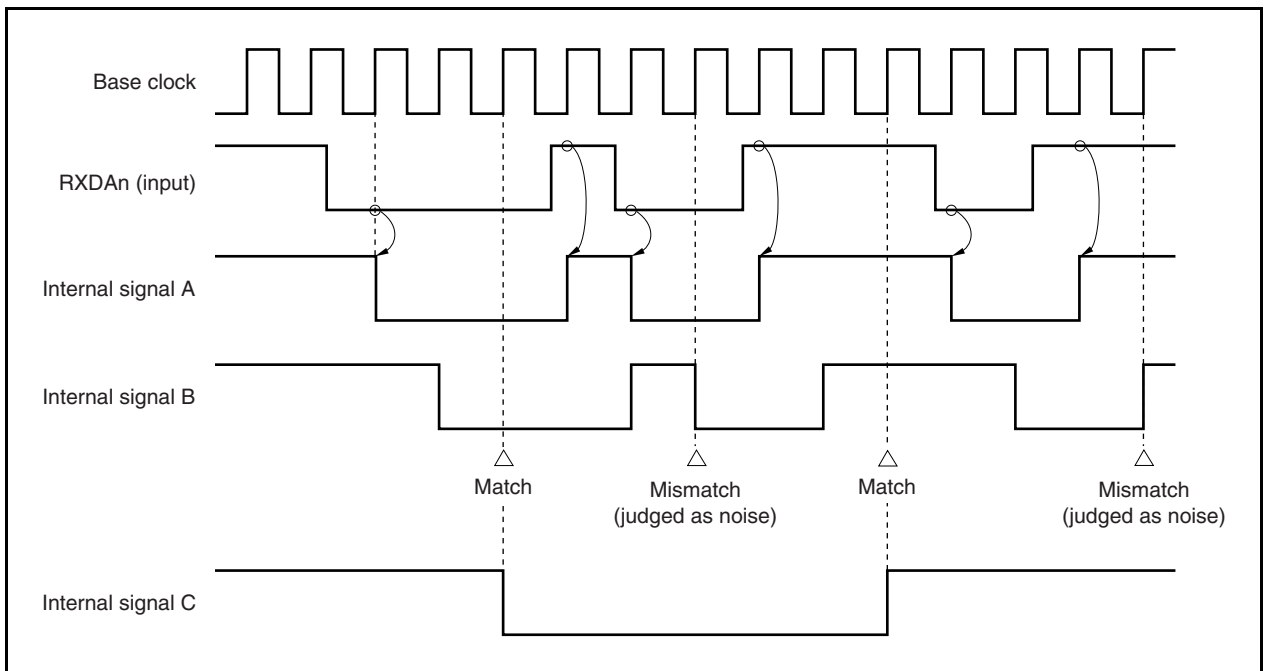 Base clock
RXDAn (input)
Internal signal A
Internal signal B
Match
Mismatch
(judged as noise)
Match
Mismatch
(judged as noise)
Internal signal C